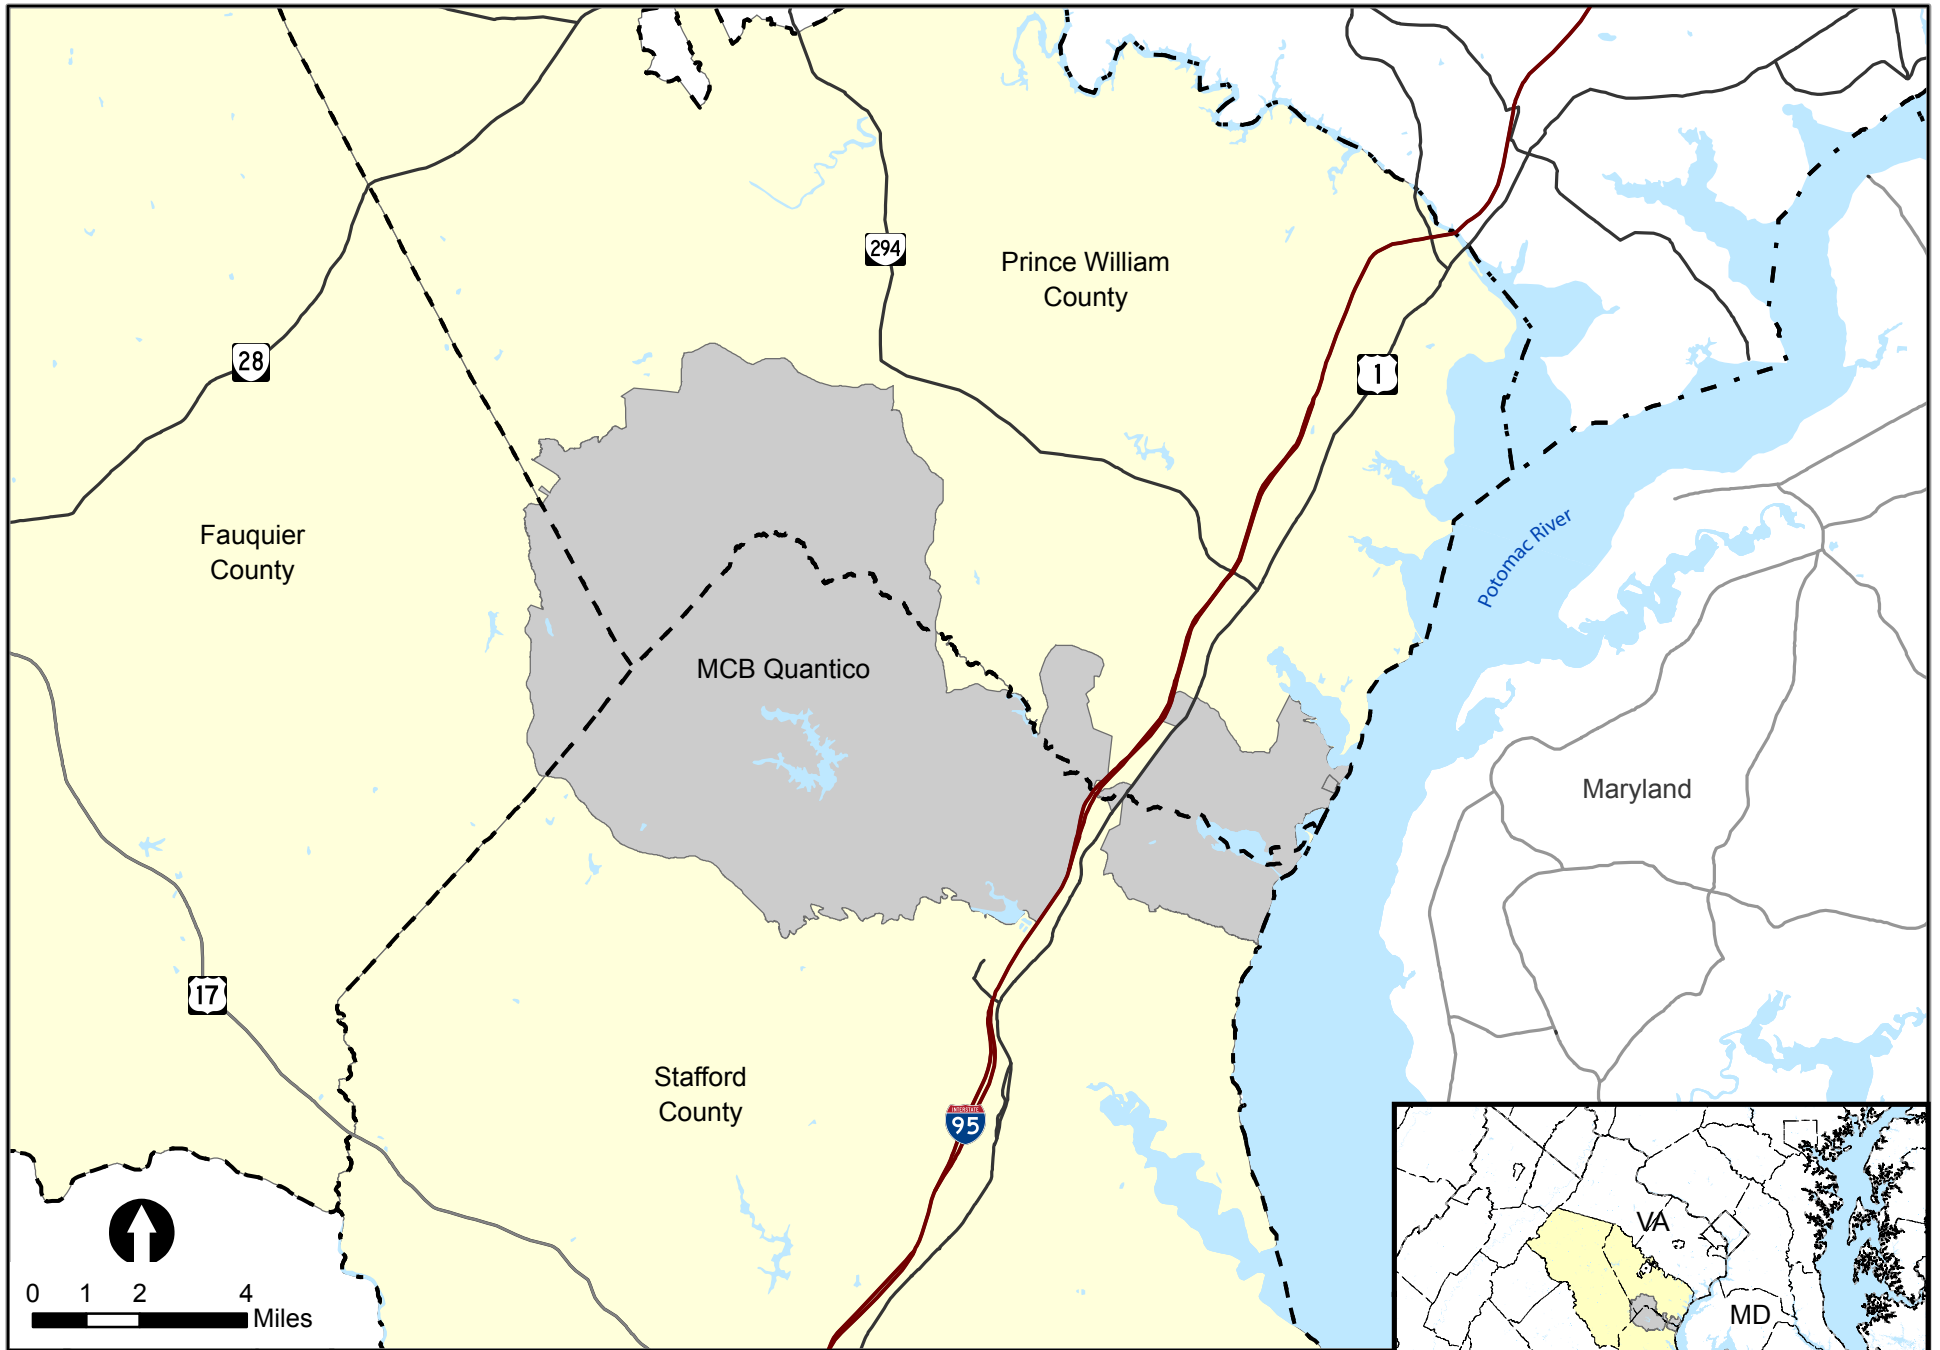 294
Prince William
County
28
1
Fauquier
County
Potomac River
MCB Quantico
Maryland
17
Stafford
County
INTERSTATE
95
VA
MD
0 1 2 4
Miles